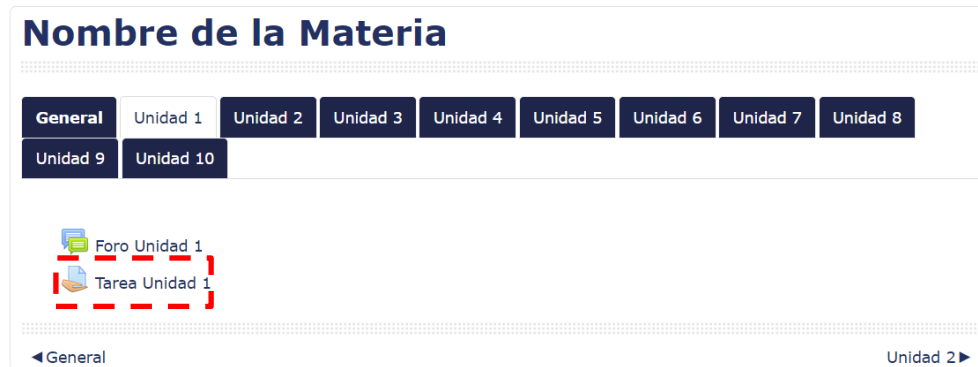 Nombre de la Materia
General Unidad 1 Unidad 2 Unidad 3 Unidad 4 Unidad 5 Unidad 6 Unidad 7 Unidad 8
Unidad 9 Unidad 10
Foro Unidad 1
Tarea Unidad 1
◄General Unidad 2►